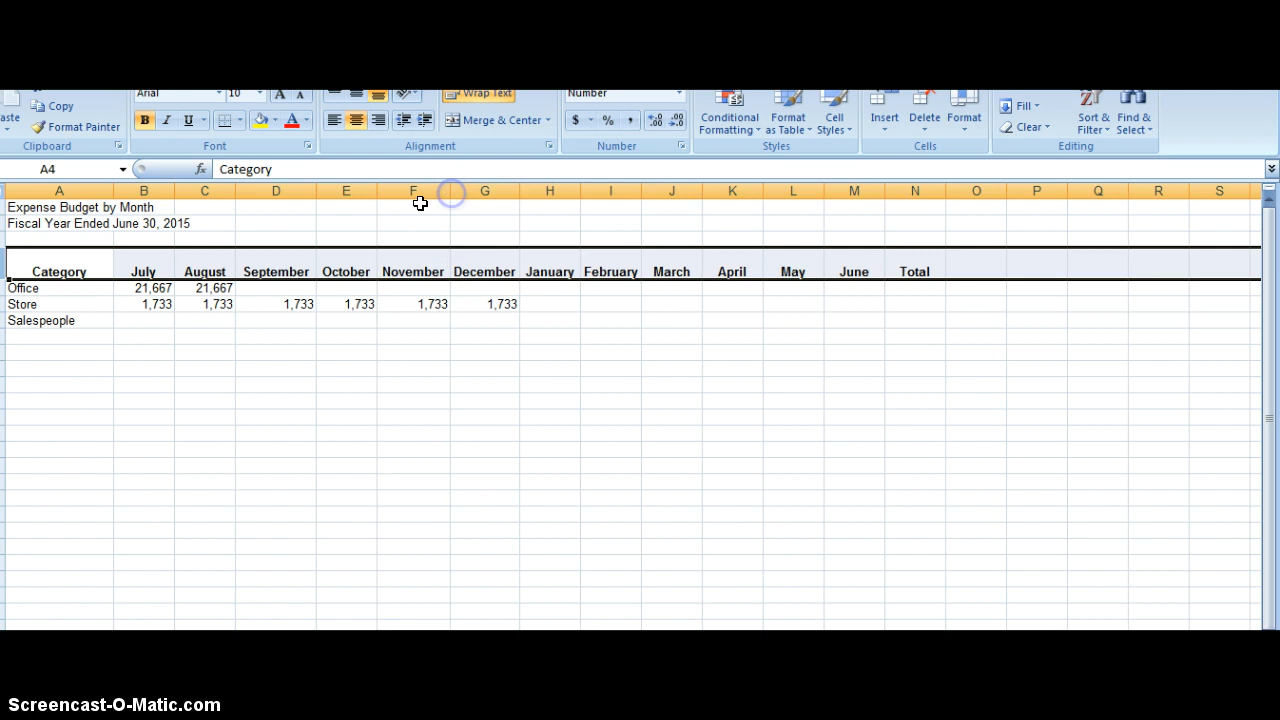 Arial 10 Wrap Text Number
Copy
Format Painter
B I U Merge & Center $ % , Conditional Formatting Format as Table Cell Styles Insert Delete Format Fill Clear Sort & Filter Find & Select
Clipboard Font Alignment Number Styles Cells Editing
A4 fx Category
A B C D E F G H I J K L M N O P Q R S
Expense Budget by Month
Fiscal Year Ended June 30, 2015
Category July August September October November December January February March April May June Total
Office 21,667 21,667
Store 1,733 1,733 1,733 1,733 1,733 1,733
Salespeople
Screencast-O-Matic.com